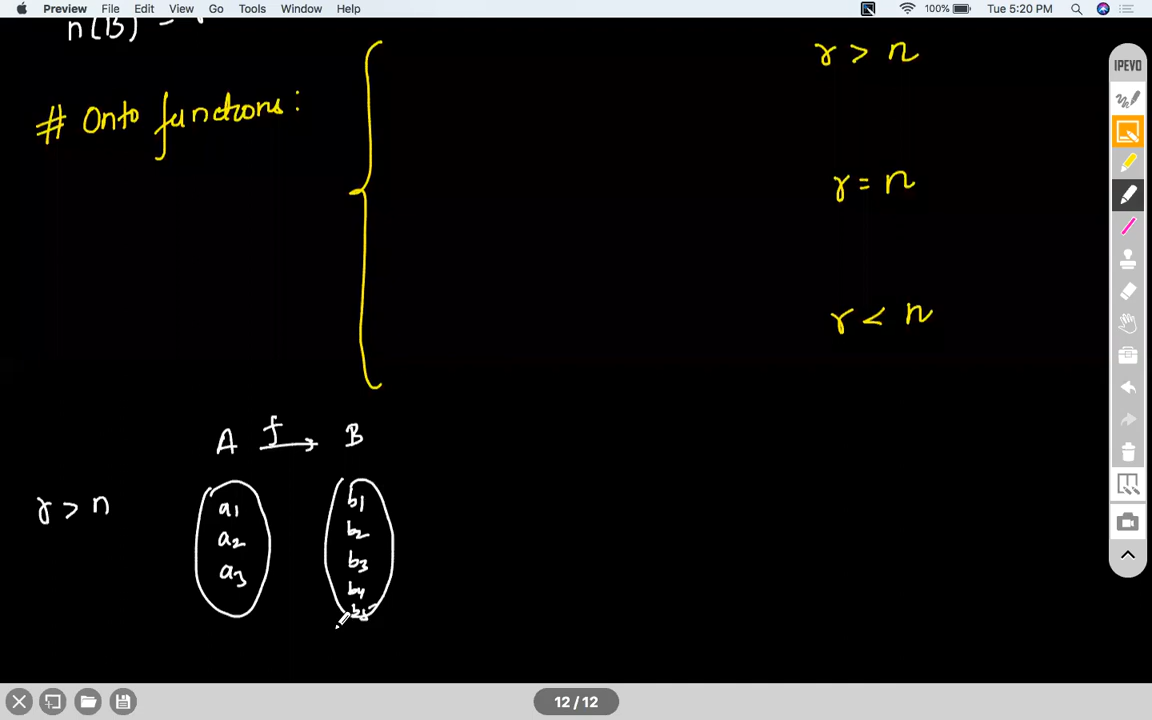 Preview File Edit View Go Tools Window Help 100% Tue 5:20 PM
n(B) =
r > n
IPEVO
# Onto functions:
r = n
r < n
A f B
r > n
a1 b1
a2 b2
a3 b3
b4
b5
12/12